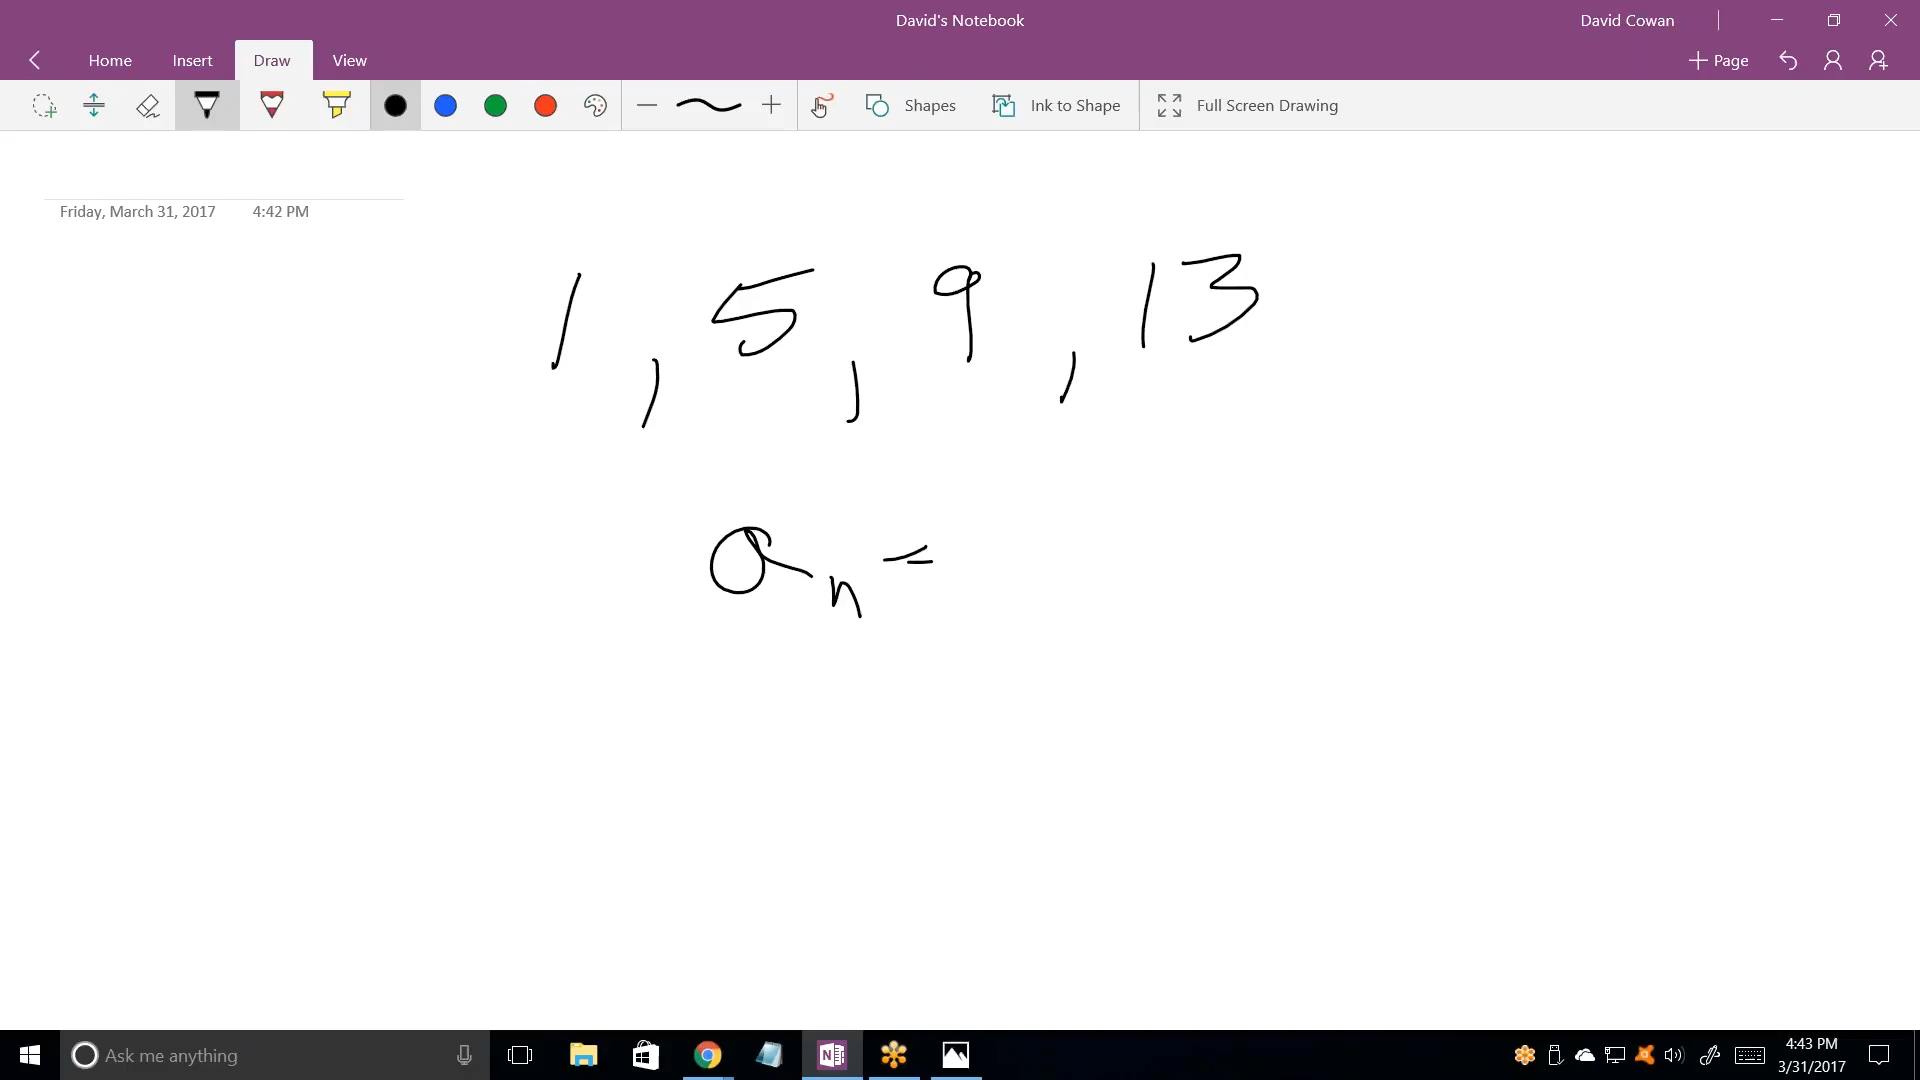 David's Notebook David Cowan
Home Insert Draw View Page
Shapes Ink to Shape Full Screen Drawing
Friday, March 31, 2017 4:42 PM
1, 5, 9, 13
aₙ =
Ask me anything 4:43 PM
3/31/2017